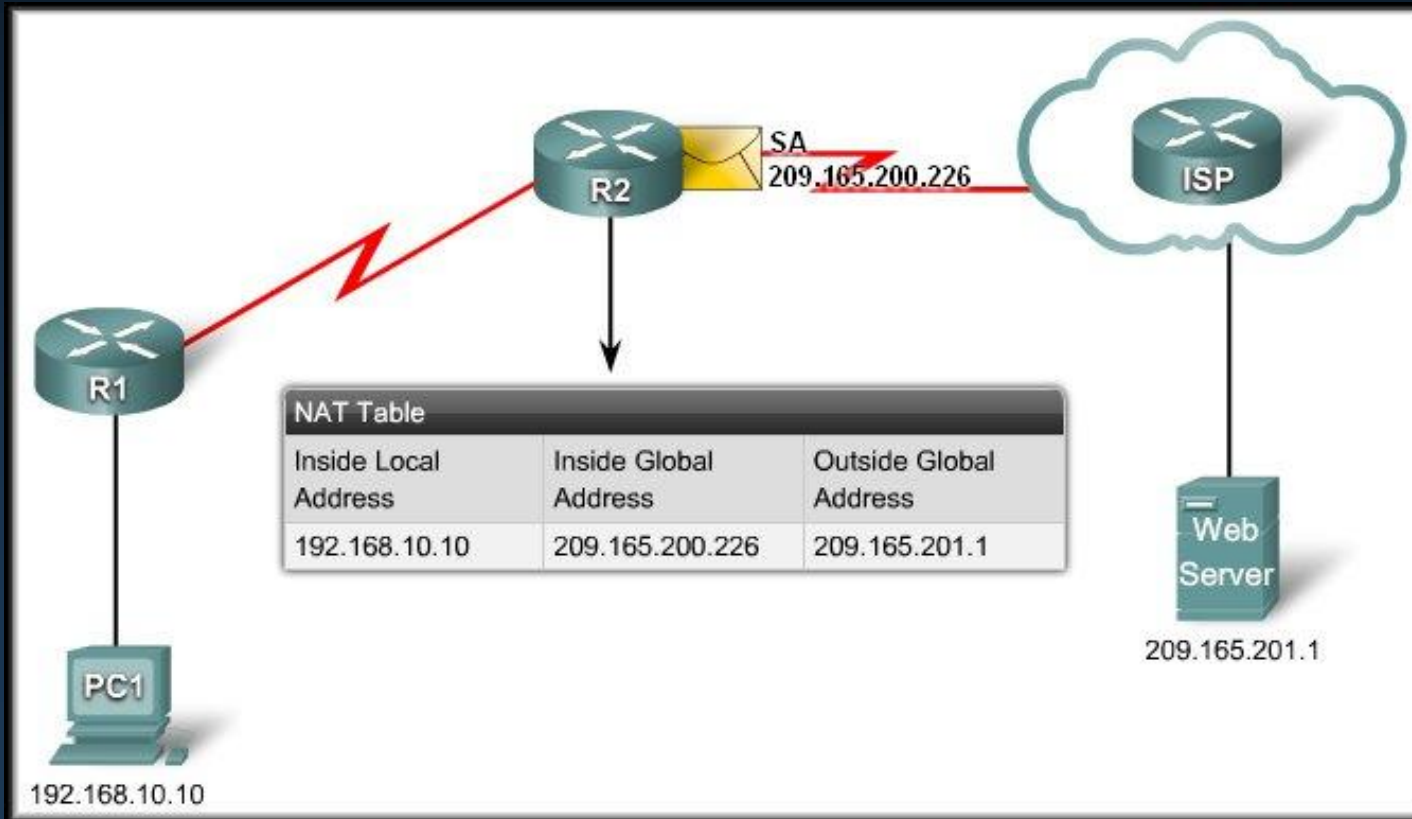 SA
209.165.200.226
R2
ISP
R1
NAT Table
Inside Local Address
Inside Global Address
Outside Global Address
192.168.10.10
209.165.200.226
209.165.201.1
Web
Server
209.165.201.1
PC1
192.168.10.10